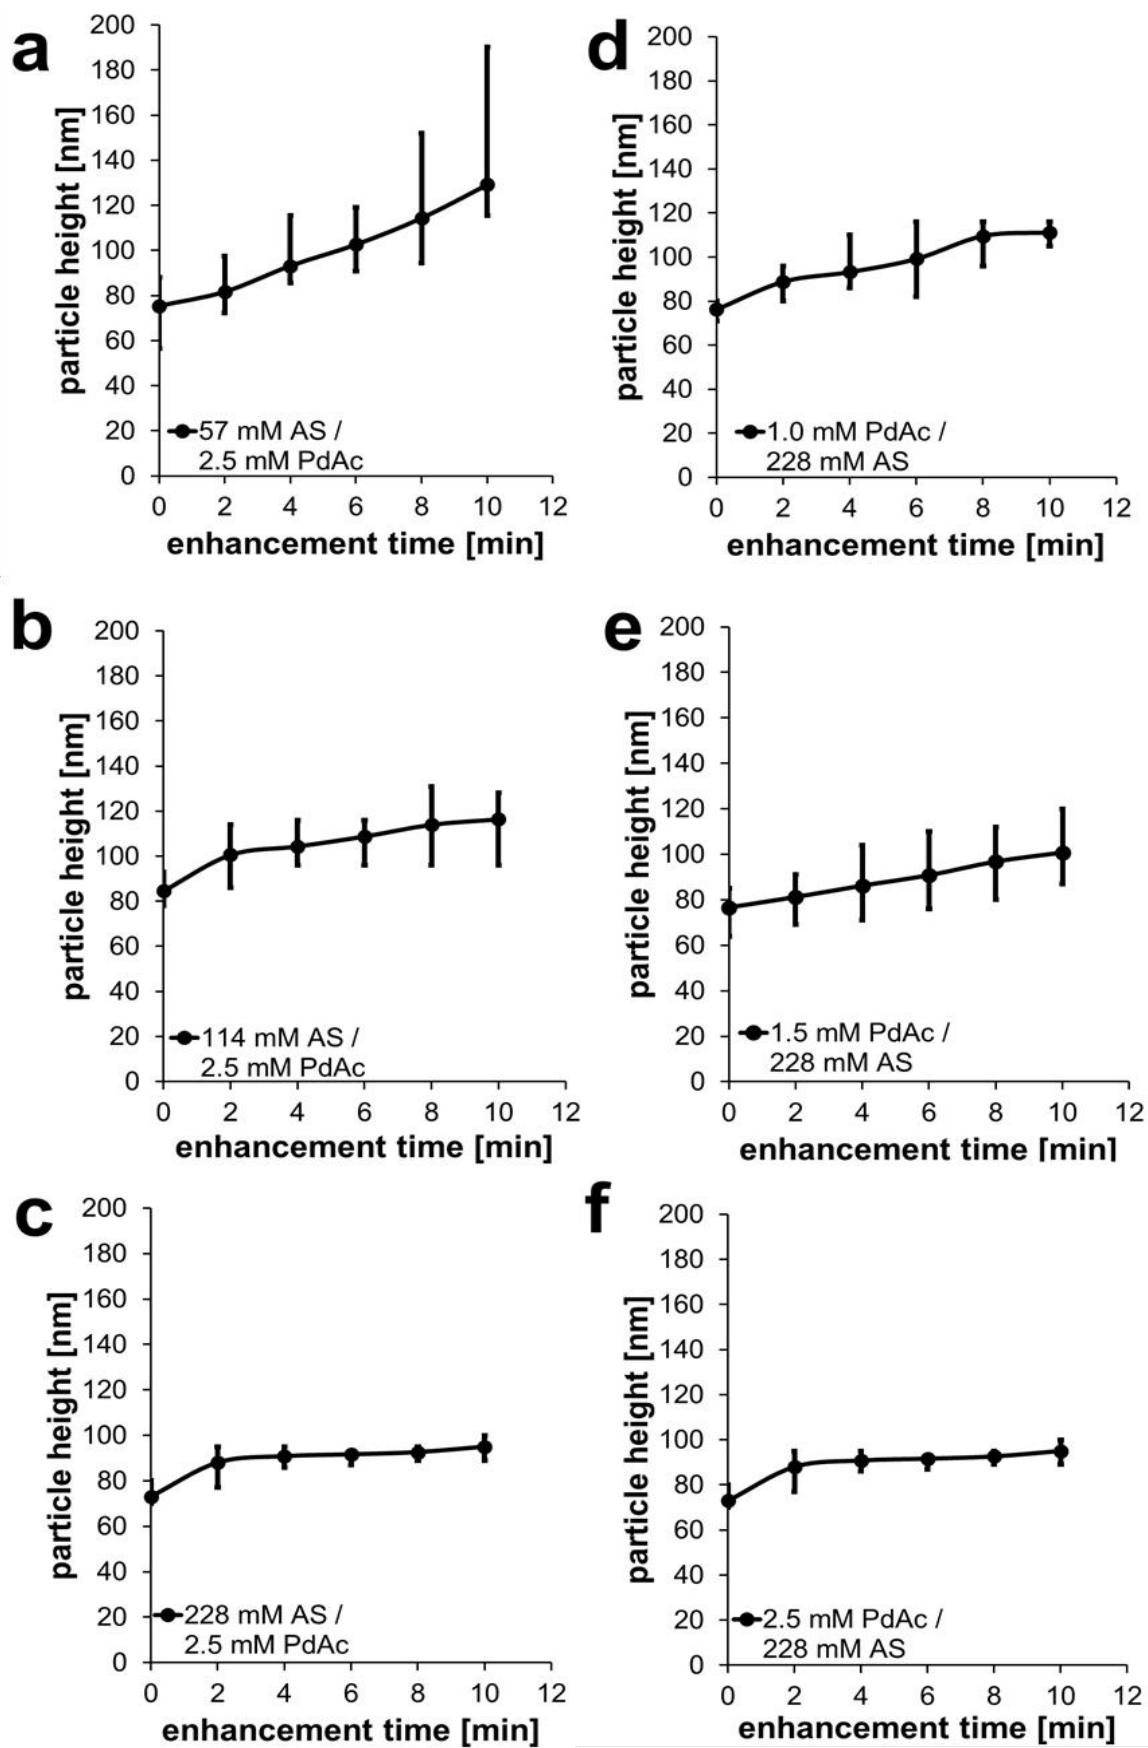 a
200
180
160
140
120
100
80
60
40
20
0
particle height [nm]
57 mM AS /
2.5 mM PdAc
0 2 4 6 8 10 12
enhancement time [min]
d
200
180
160
140
120
100
80
60
40
20
0
particle height [nm]
1.0 mM PdAc /
228 mM AS
0 2 4 6 8 10 12
enhancement time [min]
b
200
180
160
140
120
100
80
60
40
20
0
particle height [nm]
114 mM AS /
2.5 mM PdAc
0 2 4 6 8 10 12
enhancement time [min]
e
200
180
160
140
120
100
80
60
40
20
0
particle height [nm]
1.5 mM PdAc /
228 mM AS
0 2 4 6 8 10 12
enhancement time [min]
c
200
180
160
140
120
100
80
60
40
20
0
particle height [nm]
228 mM AS /
2.5 mM PdAc
0 2 4 6 8 10 12
enhancement time [min]
f
200
180
160
140
120
100
80
60
40
20
0
particle height [nm]
2.5 mM PdAc /
228 mM AS
0 2 4 6 8 10 12
enhancement time [min]